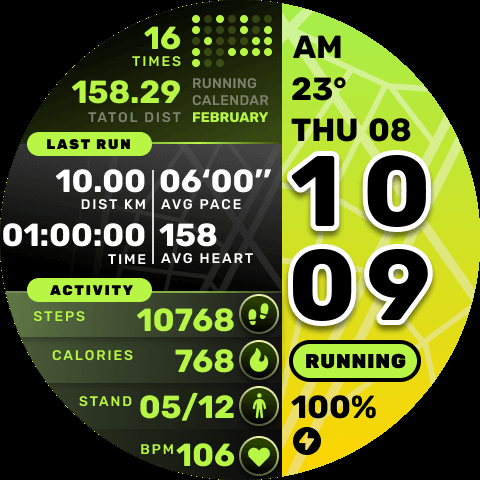 16
TIMES
158.29
TATOL DIST
RUNNING
CALENDAR
FEBRUARY
LAST RUN
10.00
DIST KM
06‘00’’
AVG PACE
01:00:00
TIME
158
AVG HEART
ACTIVITY
STEPS 10768
CALORIES 768
STAND 05/12
BPM 106
AM
23°
THU 08
10
09
RUNNING
100%